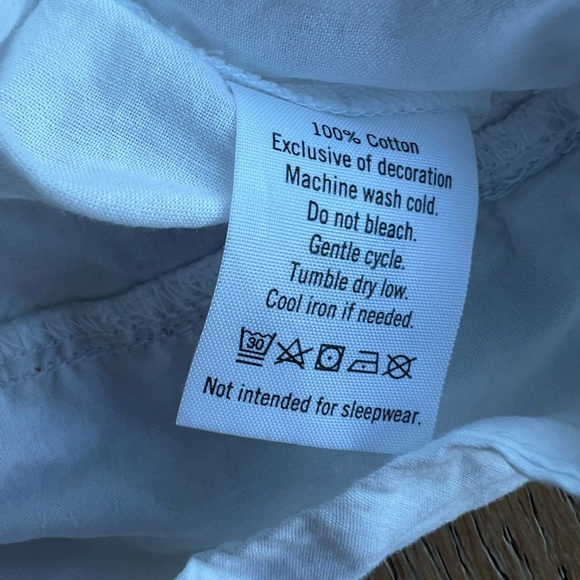 100% Cotton
Exclusive of decoration
Machine wash cold.
Do not bleach.
Gentle cycle.
Tumble dry low.
Cool iron if needed.
30
Not intended for sleepwear.